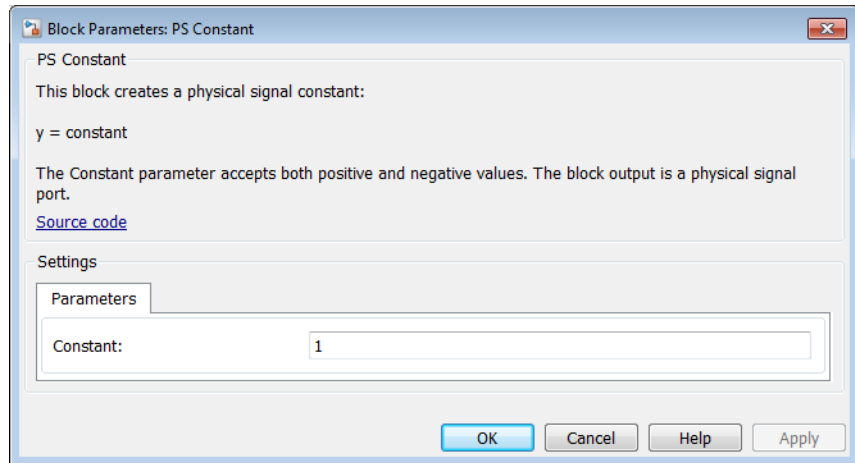 Block Parameters: PS Constant
PS Constant
This block creates a physical signal constant:
y = constant
The Constant parameter accepts both positive and negative values. The block output is a physical signal
port.
Source code
Settings
Parameters
Constant: 1
OK Cancel Help Apply